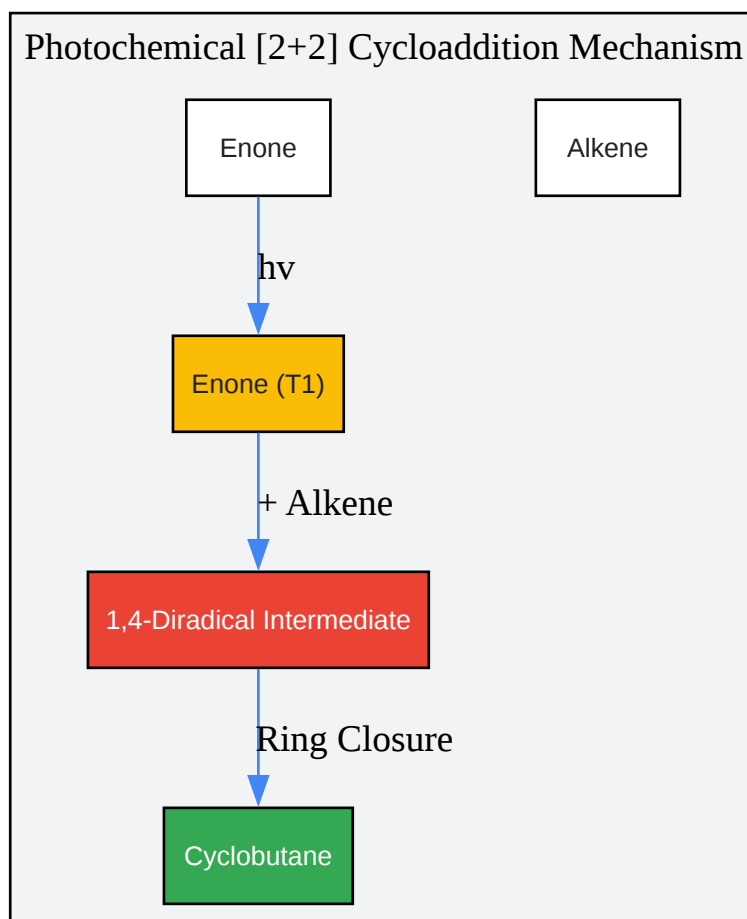 Photochemical [2+2] Cycloaddition Mechanism
Enone
Alkene
hv
Enone (T1)
+ Alkene
1,4-Diradical Intermediate
Ring Closure
Cyclobutane